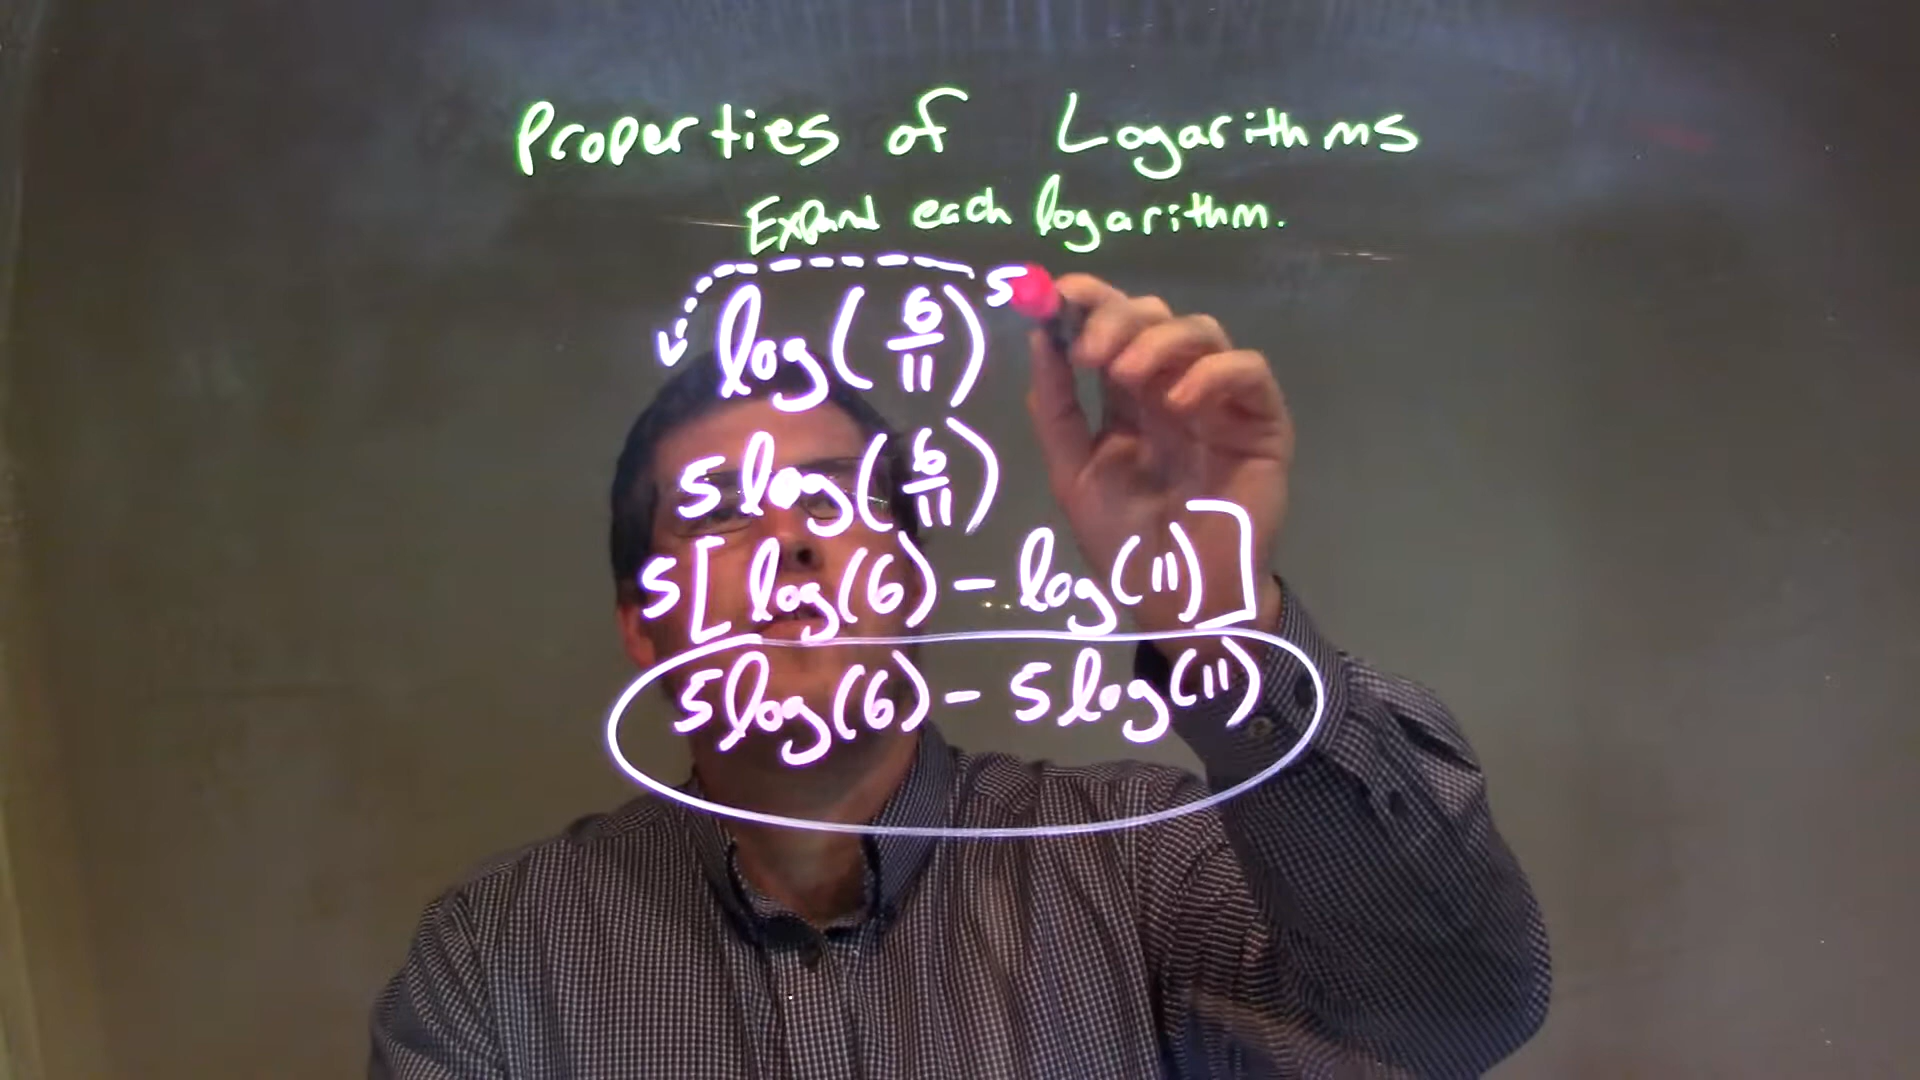 Properties of Logarithms
Expand each logarithm.
log(6/11)^5
5log(6/11)
5[log(6) - log(11)]
5log(6) - 5log(11)